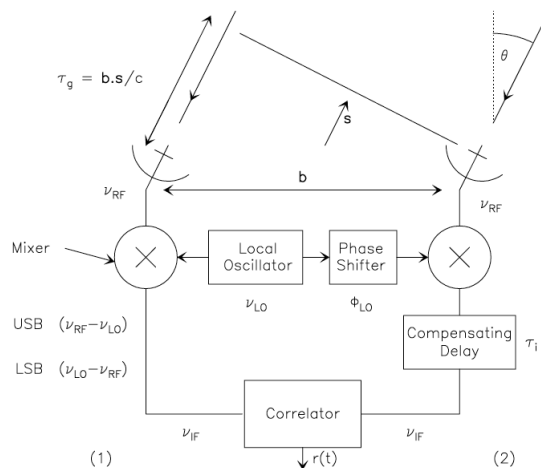 θ
τg = b.s/c
s
b
νRF
νRF
Mixer
Local
Oscillator
Phase
Shifter
νLO
ΦLO
USB (νRF−νLO)
LSB (νLO−νRF)
Compensating
Delay
τi
Correlator
νIF
νIF
(1)
r(t)
(2)